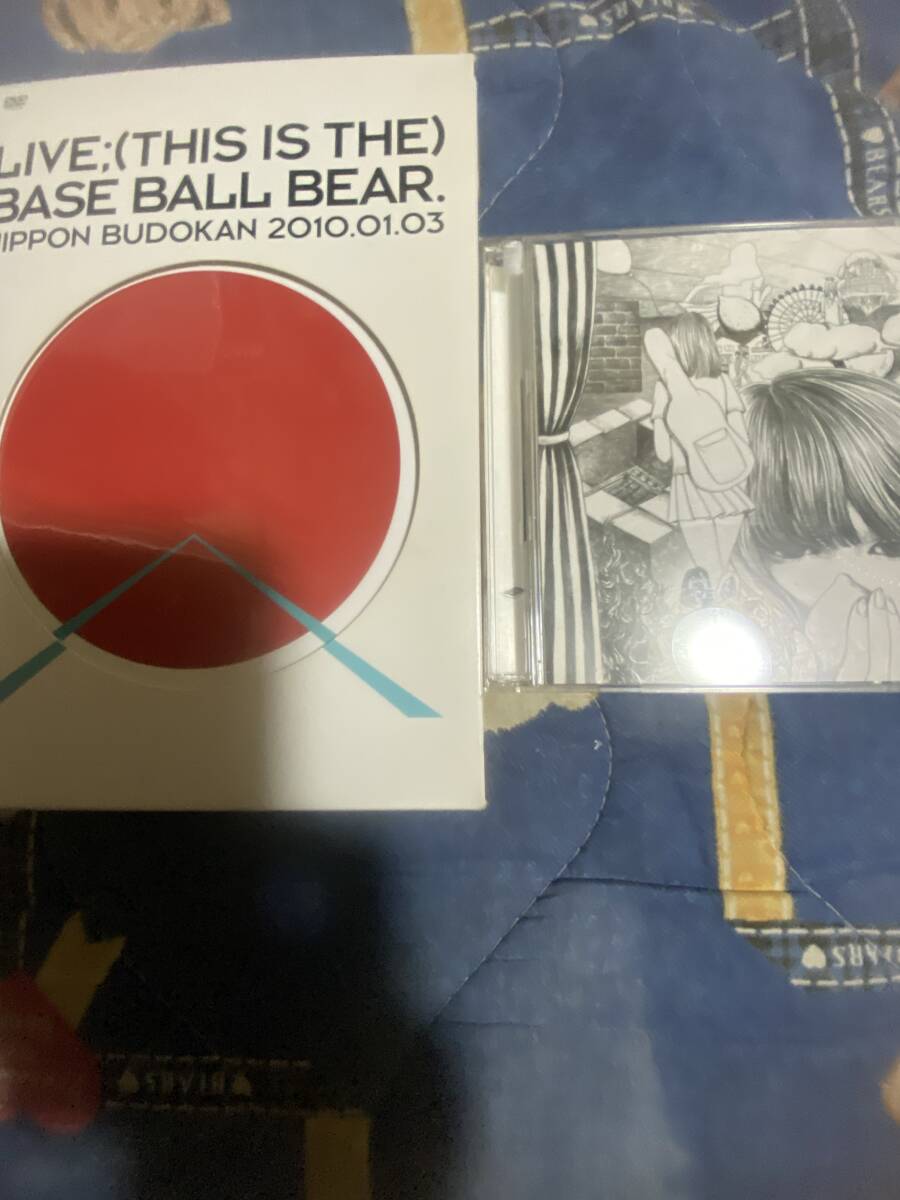 DVD
LIVE;(THIS IS THE)
BASE BALL BEAR.
NIPPON BUDOKAN 2010.01.03
BEARS
BEARS
BEARS
BEARS